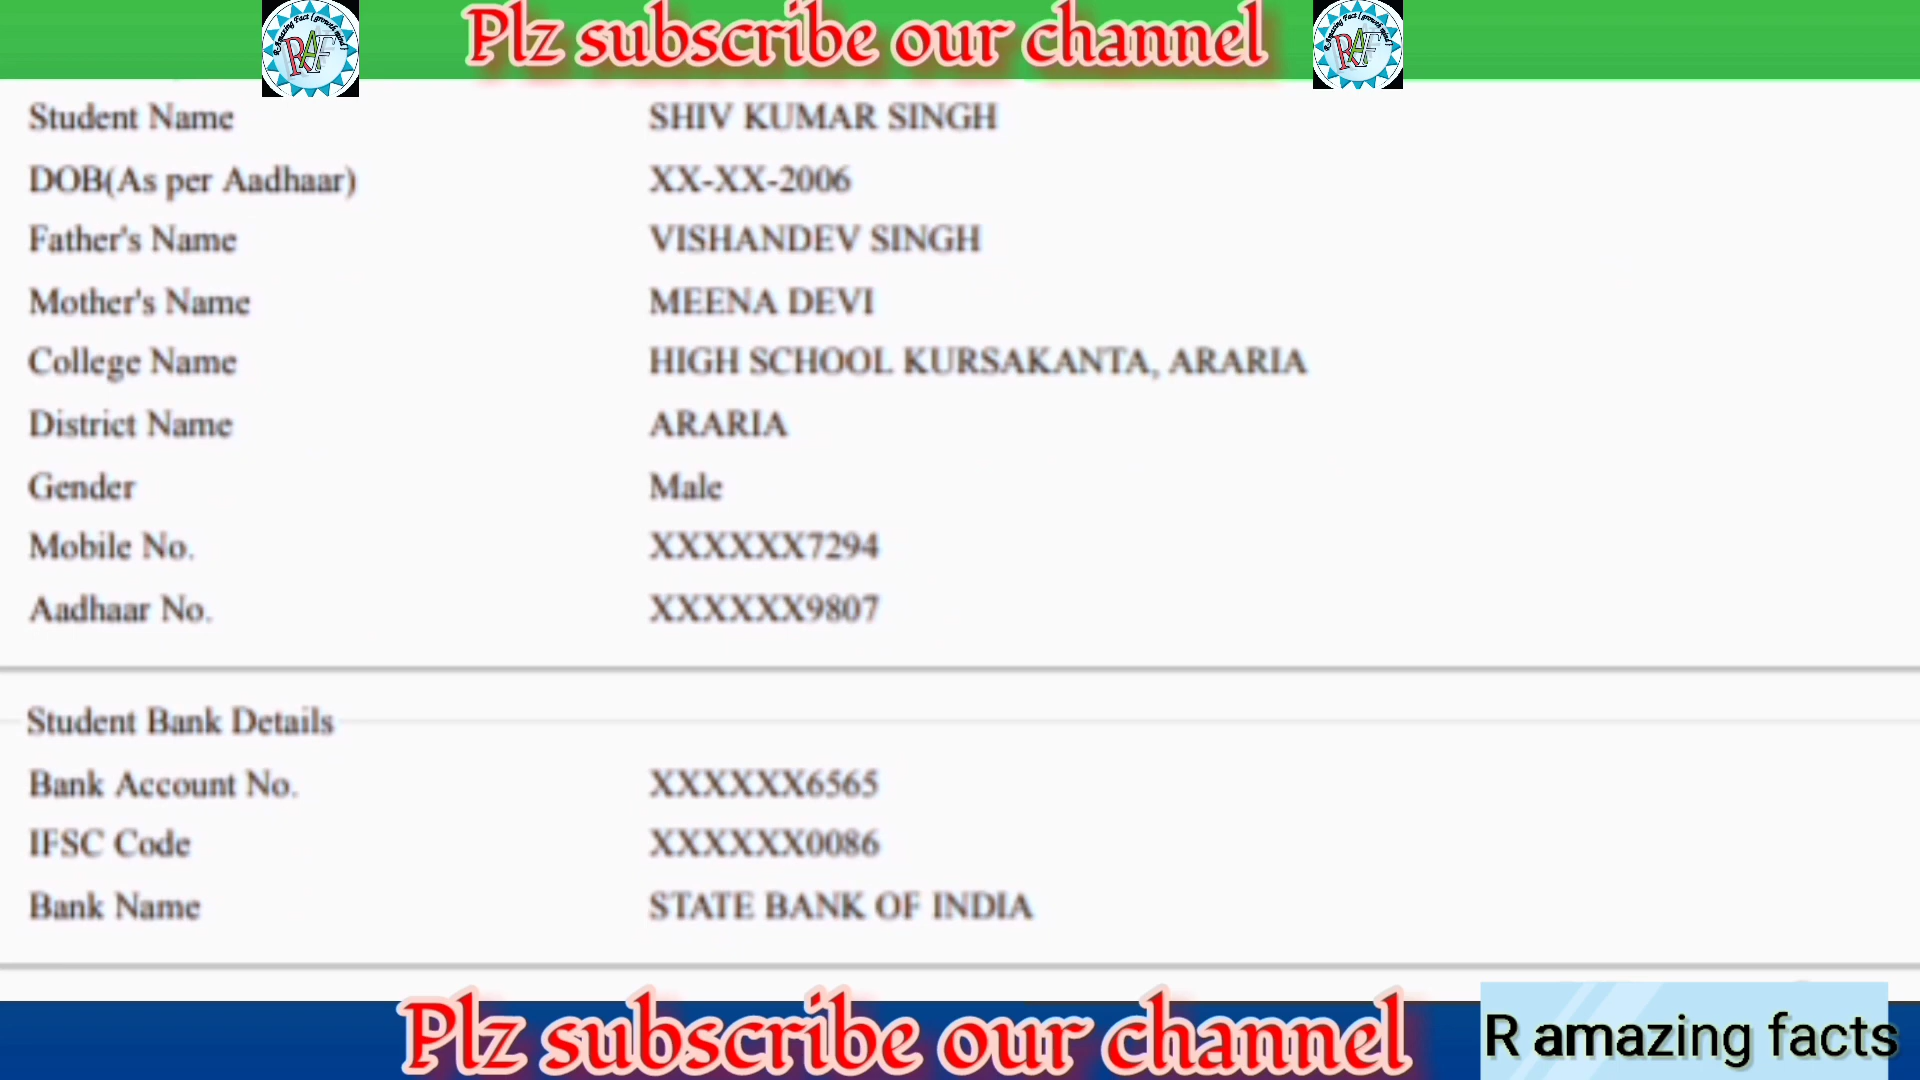 Plz subscribe our channel
RAF
RAF
Student Name SHIV KUMAR SINGH
DOB(As per Aadhaar) XX-XX-2006
Father's Name VISHANDEV SINGH
Mother's Name MEENA DEVI
College Name HIGH SCHOOL KURSAKANTA, ARARIA
District Name ARARIA
Gender Male
Mobile No. XXXXXX7294
Aadhaar No. XXXXXX9807
Student Bank Details
Bank Account No. XXXXXX6565
IFSC Code XXXXXX0086
Bank Name STATE BANK OF INDIA
Plz subscribe our channel
R amazing facts